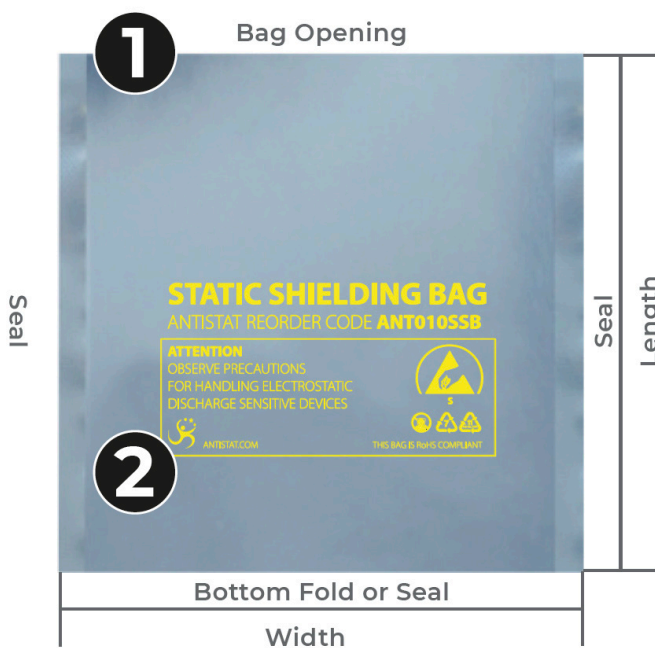 1
Bag Opening
Seal
STATIC SHIELDING BAG
ANTISTAT REORDER CODE ANT010SSB
ATTENTION
OBSERVE PRECAUTIONS
FOR HANDLING ELECTROSTATIC
DISCHARGE SENSITIVE DEVICES
S
ANTISTAT.COM
THIS BAG IS RoHS COMPLIANT
2
Seal
Length
Bottom Fold or Seal
Width